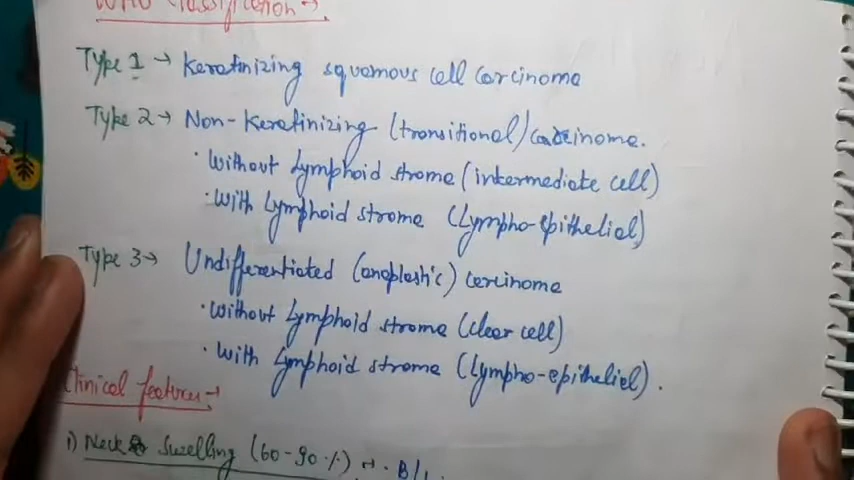 WHO Classification →
Type 1 → Keratinizing squamous cell carcinoma
Type 2 → Non-Keratinizing (transitional) carcinoma.
· Without Lymphoid stroma (intermediate cell)
· With Lymphoid stroma (Lympho-epithelial)
Type 3 → Undifferentiated (anaplastic) carcinoma
· Without Lymphoid stroma (clear cell)
· With Lymphoid stroma (Lympho-epithelial).
Clinical features →
i) Neck Swelling (60-90%) → · B/L